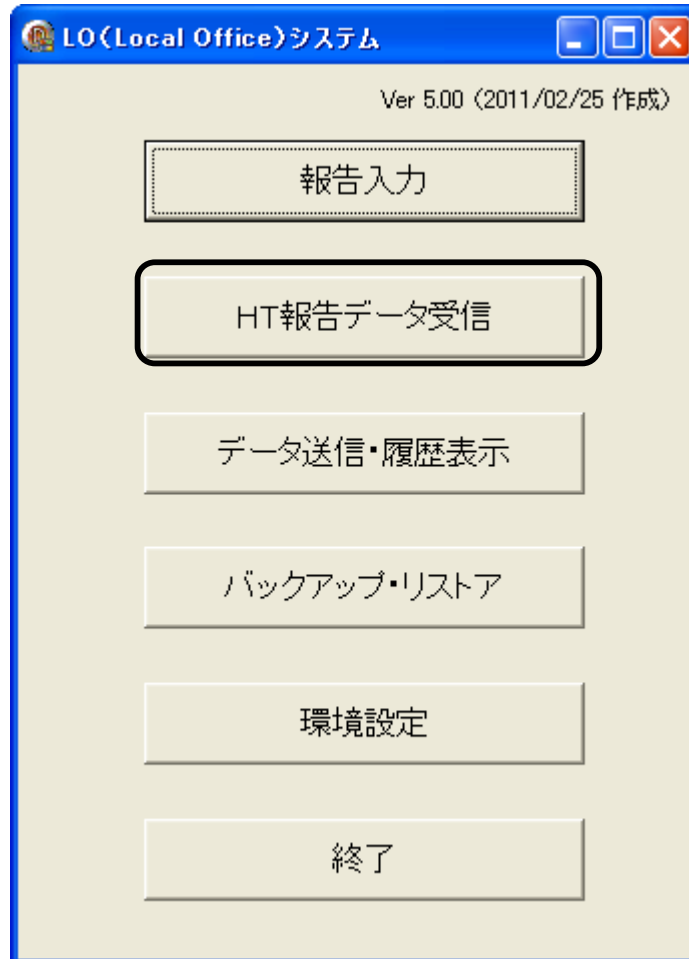 LO(Local Office)システム
Ver 5.00 (2011/02/25 作成)
報告入力
HT報告データ受信
データ送信・履歴表示
バックアップ・リストア
環境設定
終了